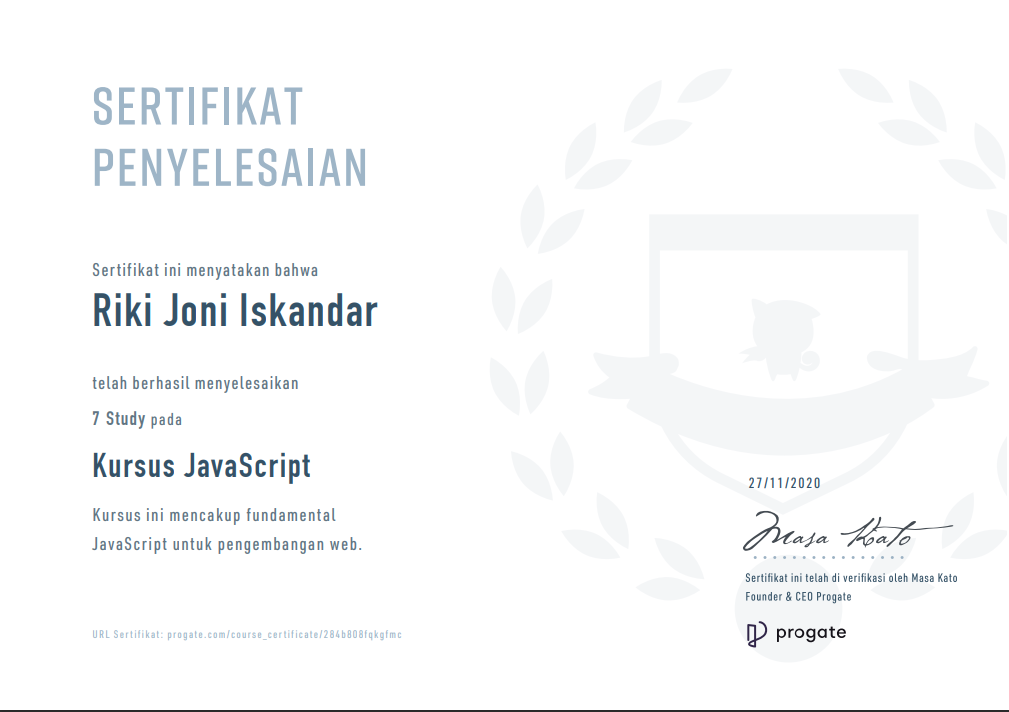 SERTIFIKAT
PENYELESAIAN
Sertifikat ini menyatakan bahwa
Riki Joni Iskandar
telah berhasil menyelesaikan
7 Study pada
Kursus JavaScript
Kursus ini mencakup fundamental
JavaScript untuk pengembangan web.
URL Sertifikat: progate.com/course_certificate/284b808fqkgfmc
27/11/2020
Masa Kato
Sertifikat ini telah di verifikasi oleh Masa Kato
Founder & CEO Progate
progate